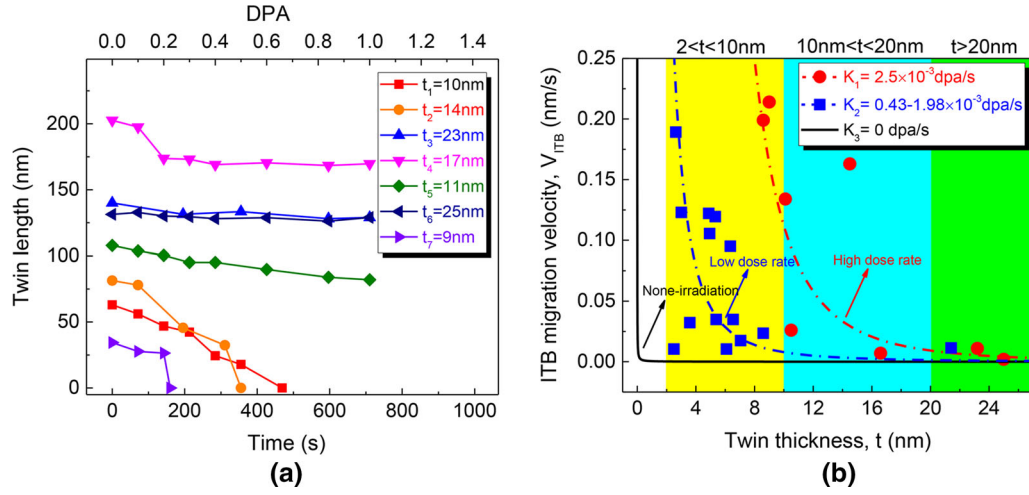 DPA
0.0 0.2 0.4 0.6 0.8 1.0 1.2 1.4
200
150
100
50
0
Twin length (nm)
t₁=10nm
t₂=14nm
t₃=23nm
t₄=17nm
t₅=11nm
t₆=25nm
t₇=9nm
0 200 400 600 800 1000
Time (s)
(a)
2<t<10nm 10nm<t<20nm t>20nm
0.25
0.20
0.15
0.10
0.05
0.00
ITB migration velocity, V_ITB (nm/s)
K₁= 2.5×10⁻³dpa/s
K₂= 0.43-1.98×10⁻³dpa/s
K₃= 0 dpa/s
Low dose rate
High dose rate
None-irradiation
0 4 8 12 16 20 24
Twin thickness, t (nm)
(b)